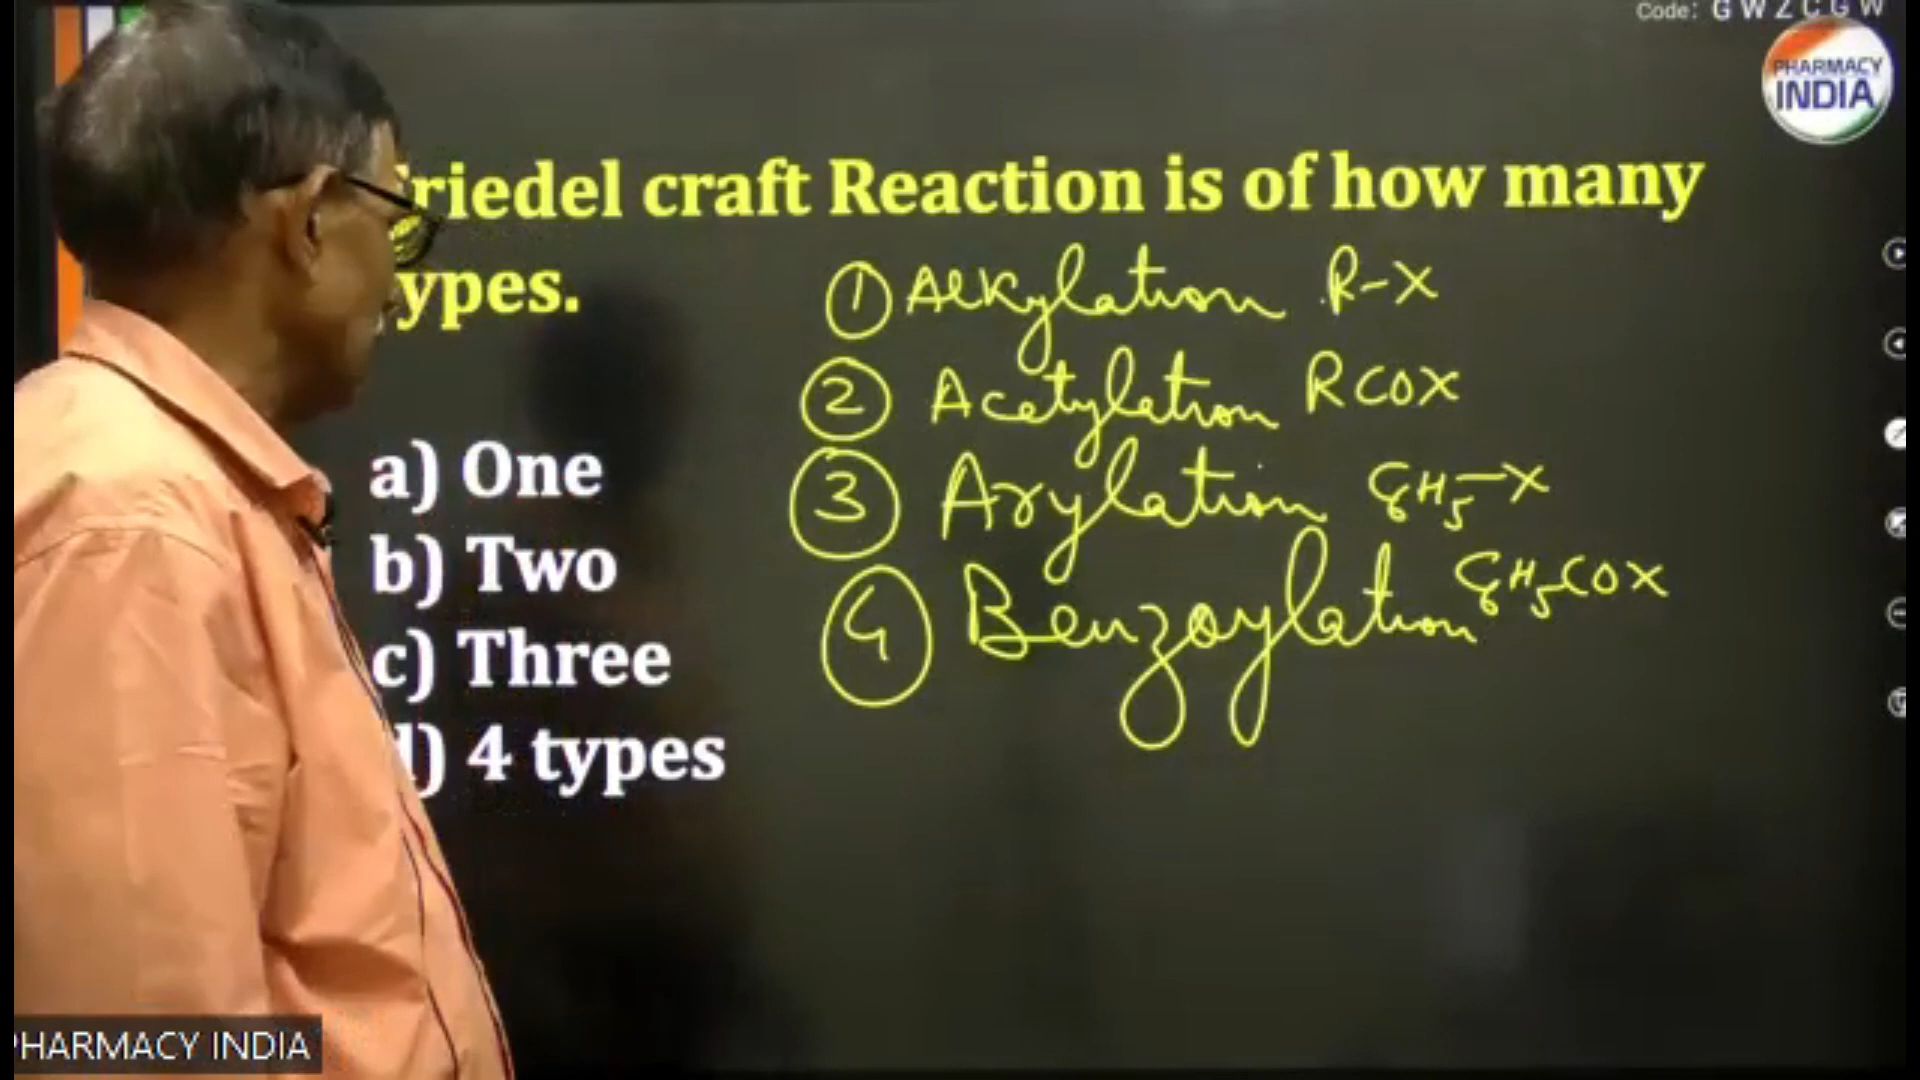 Code: G W Z C G W
PHARMACY
INDIA
riedel craft Reaction is of how many
ypes.
① Alkylation R-X
② Acetylation RCOX
③ Arylation C6H5-X
④ Benzoylation C6H5COX
a) One
b) Two
c) Three
d) 4 types
PHARMACY INDIA